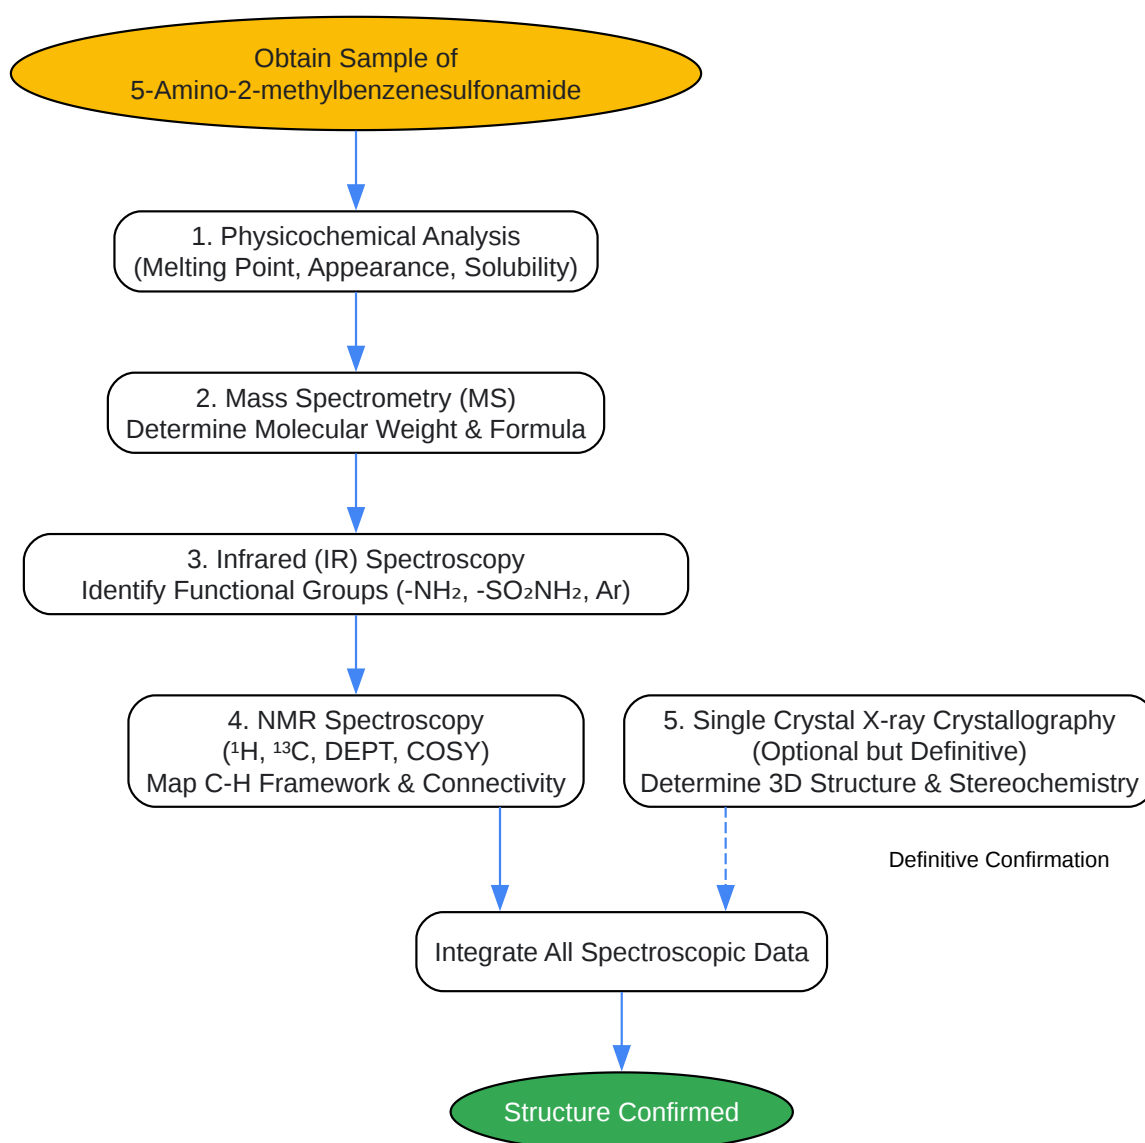 Obtain Sample of
5-Amino-2-methylbenzenesulfonamide
1. Physicochemical Analysis
(Melting Point, Appearance, Solubility)
2. Mass Spectrometry (MS)
Determine Molecular Weight & Formula
3. Infrared (IR) Spectroscopy
Identify Functional Groups (-NH₂, -SO₂NH₂, Ar)
4. NMR Spectroscopy
(¹H, ¹³C, DEPT, COSY)
Map C-H Framework & Connectivity
5. Single Crystal X-ray Crystallography
(Optional but Definitive)
Determine 3D Structure & Stereochemistry
Definitive Confirmation
Integrate All Spectroscopic Data
Structure Confirmed